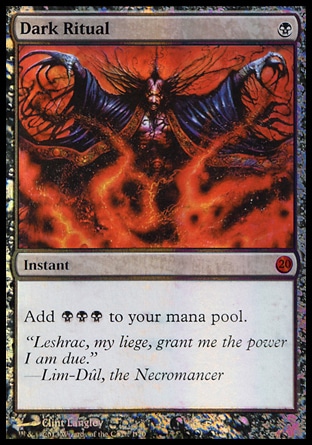 Dark Ritual
Instant
20
Add to your mana pool.
"Leshrac, my liege, grant me the power
I am due."
—Lim-Dûl, the Necromancer
Clint Langley